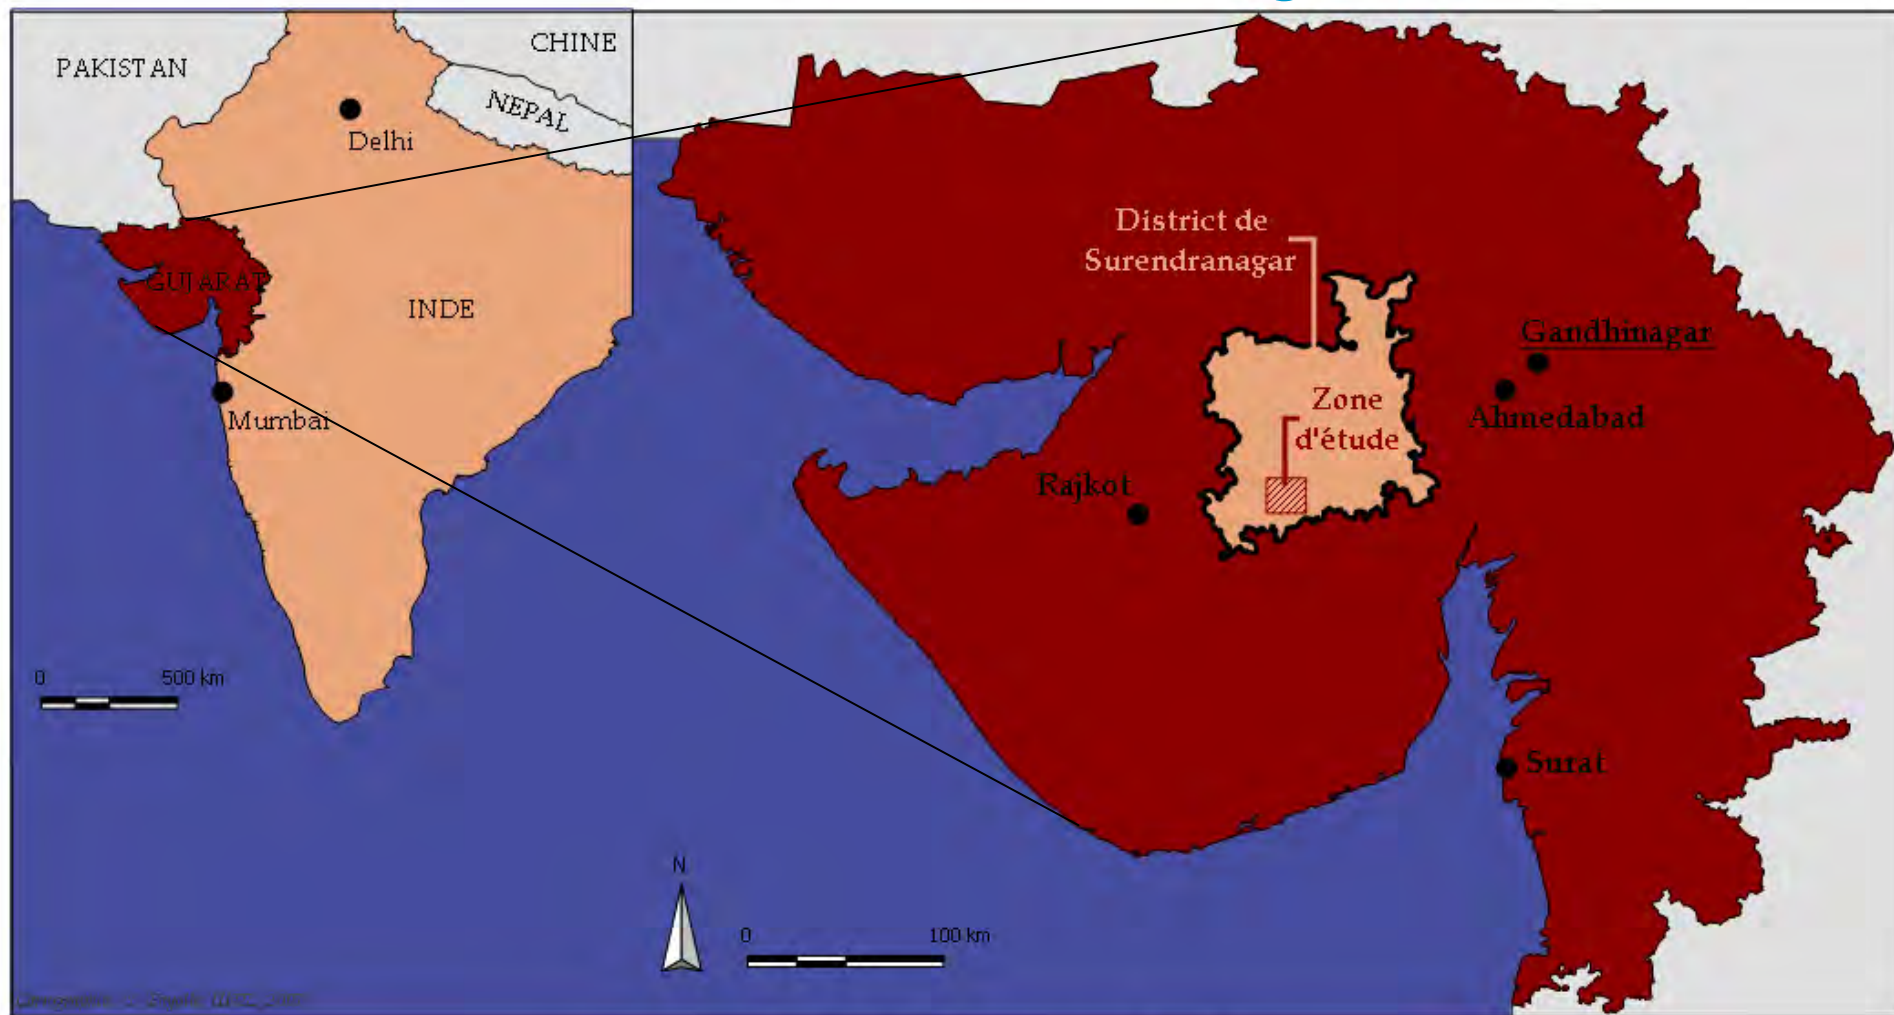 PAKISTAN
CHINE
NEPAL
Delhi
GUJARAT
INDE
Mumbai
0 500 km
District de
Surendranagar
Gandhinagar
Ahmedabad
Zone
d'étude
Rajkot
Surat
N
0 100 km